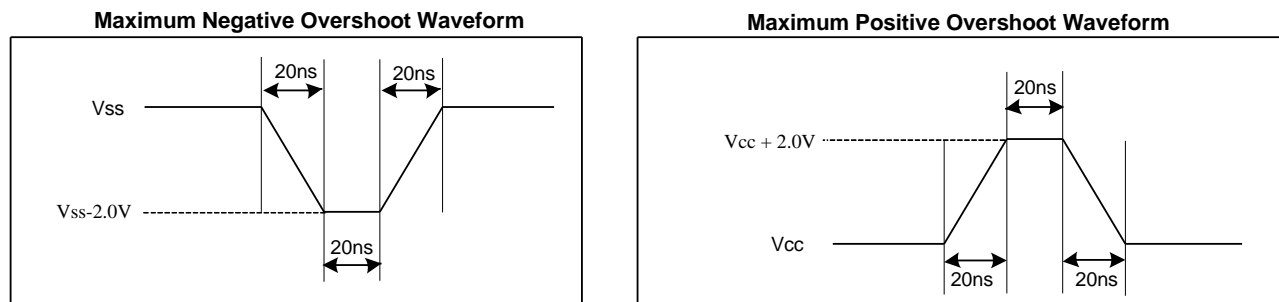 Maximum Negative Overshoot Waveform
20ns
20ns
Vss
Vss-2.0V
20ns
Maximum Positive Overshoot Waveform
20ns
Vcc + 2.0V
Vcc
20ns
20ns